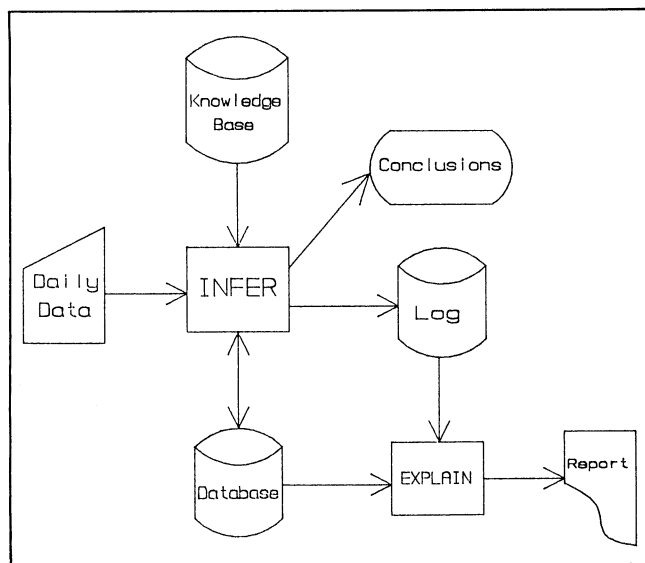 Knowledge
Base
Conclusions
Daily
Data
INFER
Log
Database
EXPLAIN
Report